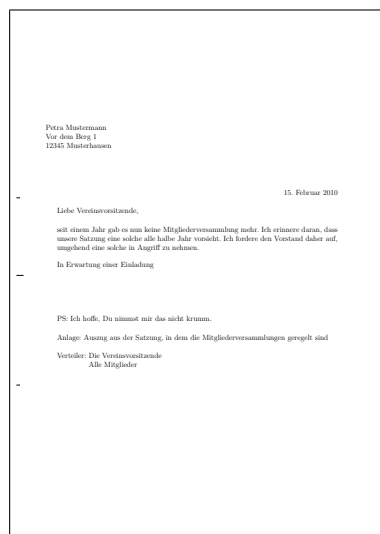 Petra Mustermann
Vor dem Berg 1
12345 Musterhausen
15. Februar 2010
Liebe Vereinsvorsitzende,
seit einem Jahr gab es nun keine Mitgliederversammlung mehr. Ich erinnere daran, dass
unsere Satzung eine solche alle halbe Jahr vorsieht. Ich fordere den Vorstand daher auf,
umgehend eine solche in Angriff zu nehmen.
In Erwartung einer Einladung
PS: Ich hoffe, Du nimmst mir das nicht krumm.
Anlage: Auszug aus der Satzung, in dem die Mitgliederversammlungen geregelt sind
Verteiler: Die Vereinsvorsitzende
Alle Mitglieder